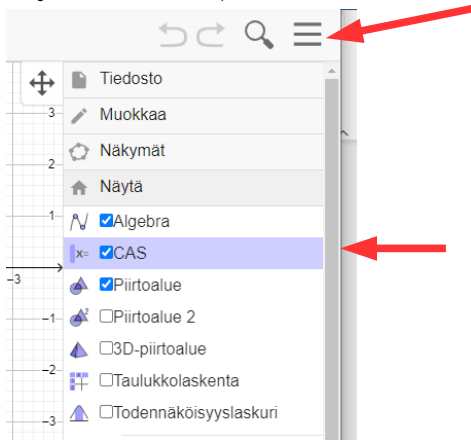 Tiedosto
3
Muokkaa
Näkymät
2
Näytä
1
Algebra
x=
CAS
-3
Piirtoalue
-1
2
Piirtoalue 2
3D-piirtoalue
-2
Taulukkolaskenta
Todennäköisyyslaskuri
-3